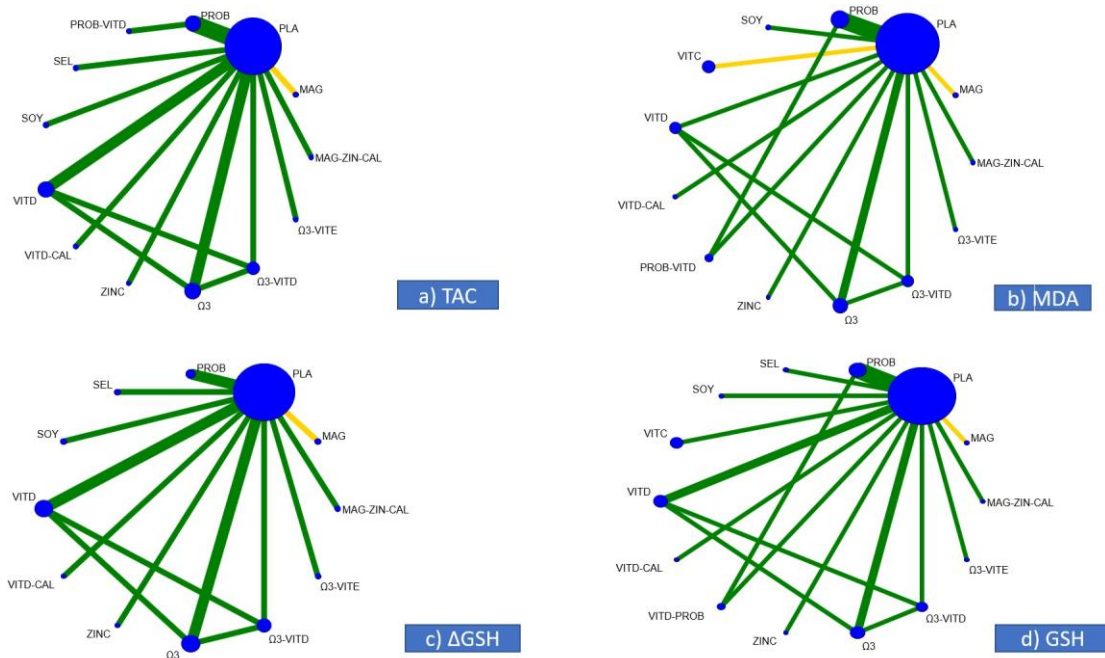 PROB
PLA
PROB-VITD
SEL
MAG
SOY
MAG-ZIN-CAL
VITD
Ω3-VITE
VITD-CAL
Ω3-VITD
ZINC
Ω3
a) TAC
PROB
SOY
PLA
VITC
MAG
VITD
MAG-ZIN-CAL
VITD-CAL
Ω3-VITE
PROB-VITD
Ω3-VITD
ZINC
Ω3
b) MDA
PROB
PLA
SEL
SOY
MAG
VITD
MAG-ZIN-CAL
VITD-CAL
Ω3-VITE
ZINC
Ω3-VITD
Ω3
c) ΔGSH
PROB
SEL
PLA
SOY
VITC
MAG
VITD
MAG-ZIN-CAL
VITD-CAL
Ω3-VITE
VITD-PROB
Ω3-VITD
ZINC
Ω3
d) GSH